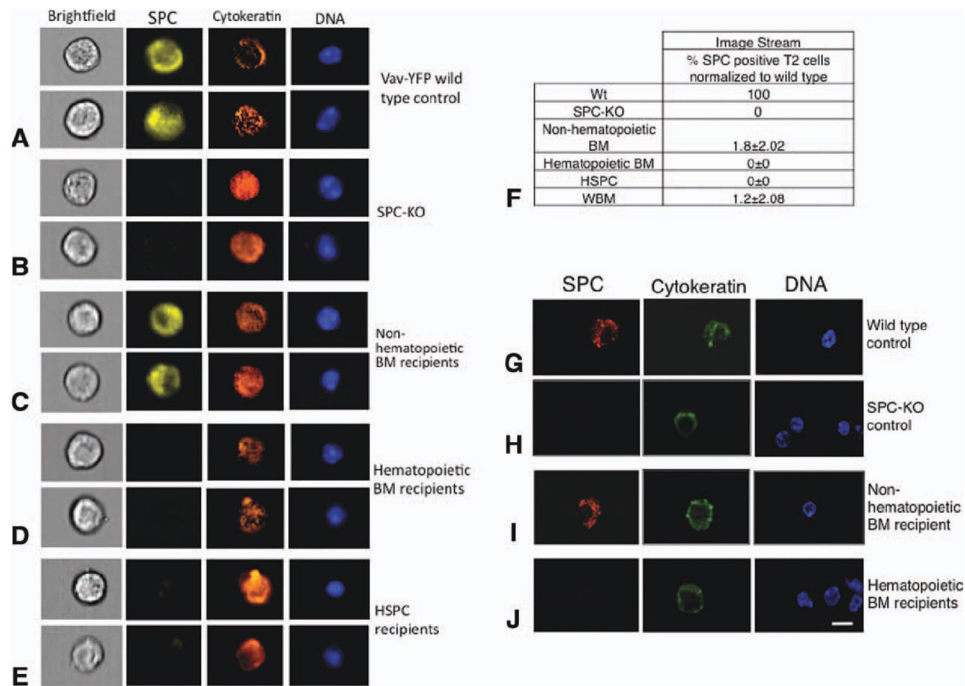 Brightfield SPC Cytokeratin DNA
Vav-YFP wild
type control
A
SPC-KO
B
Non-
hematopoietic
BM recipients
C
Hematopoietic
BM recipients
D
HSPC
recipients
E
Image Stream
% SPC positive T2 cells
normalized to wild type
Wt 100
SPC-KO 0
Non-hematopoietic
BM 1.8±2.02
Hematopoietic BM 0±0
HSPC 0±0
WBM 1.2±2.08
F
SPC Cytokeratin DNA
Wild type
control
G
SPC-KO
control
H
Non-
hematopoietic
BM recipient
I
Hematopoietic
BM recipients
J